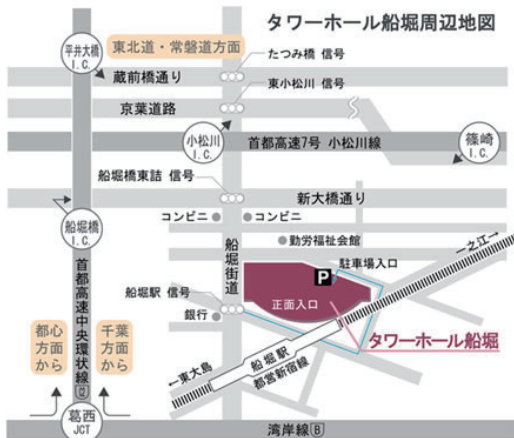 タワーホール船堀周辺地図
平井大橋
I.C.
東北道・常磐道方面
たつみ橋 信号
蔵前橋通り
東小松川 信号
京葉道路
小松川
I.C.
首都高速7号 小松川線
篠崎
I.C.
船堀橋東詰 信号
新大橋通り
コンビニ
コンビニ
船堀橋
I.C.
勤労福祉会館
船堀街道
駐車場入口
一之江→
P
首都高速中央環状線C2
船堀駅 信号
正面入口
銀行
タワーホール船堀
都心
方面
から
千葉
方面
から
船堀駅
都営新宿線
←東大島
葛西
JCT
湾岸線B